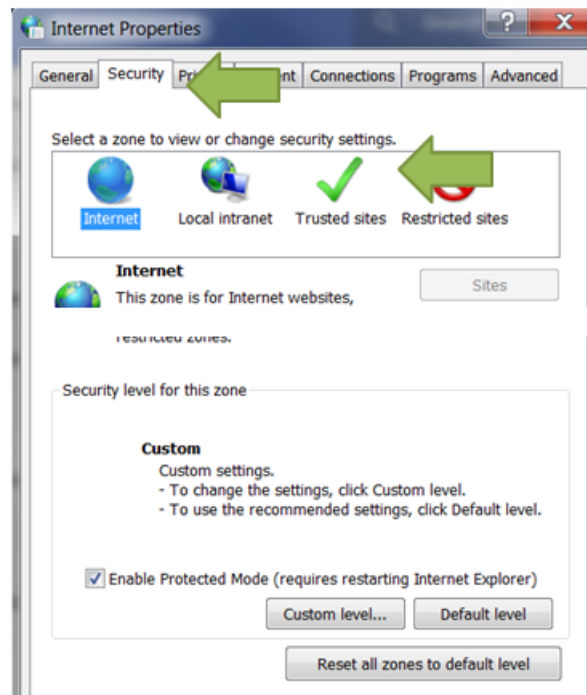 Internet Properties
General Security Connections Programs Advanced
Select a zone to view or change security settings.
Internet Local intranet Trusted sites Restricted sites
Internet
This zone is for Internet websites,
Sites
restricted zones.
Security level for this zone
Custom
Custom settings.
- To change the settings, click Custom level.
- To use the recommended settings, click Default level.
Enable Protected Mode (requires restarting Internet Explorer)
Custom level... Default level
Reset all zones to default level